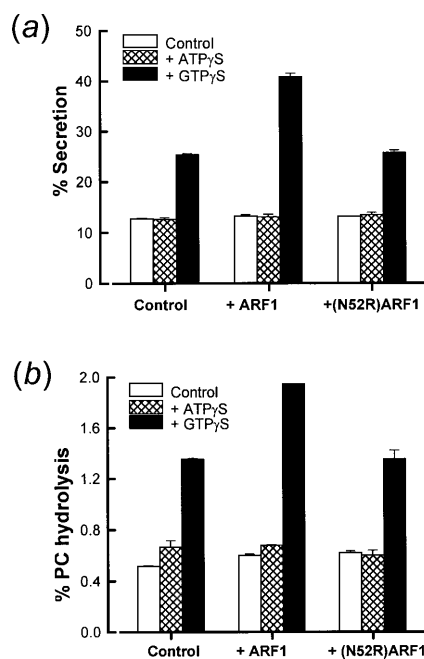 (a)
Control
+ ATPγS
+ GTPγS
% Secretion
50
40
30
20
10
0
Control
+ ARF1
+(N52R)ARF1
(b)
Control
+ ATPγS
+ GTPγS
% PC hydrolysis
2.0
1.6
1.2
0.8
0.4
0.0
Control
+ ARF1
+ (N52R)ARF1